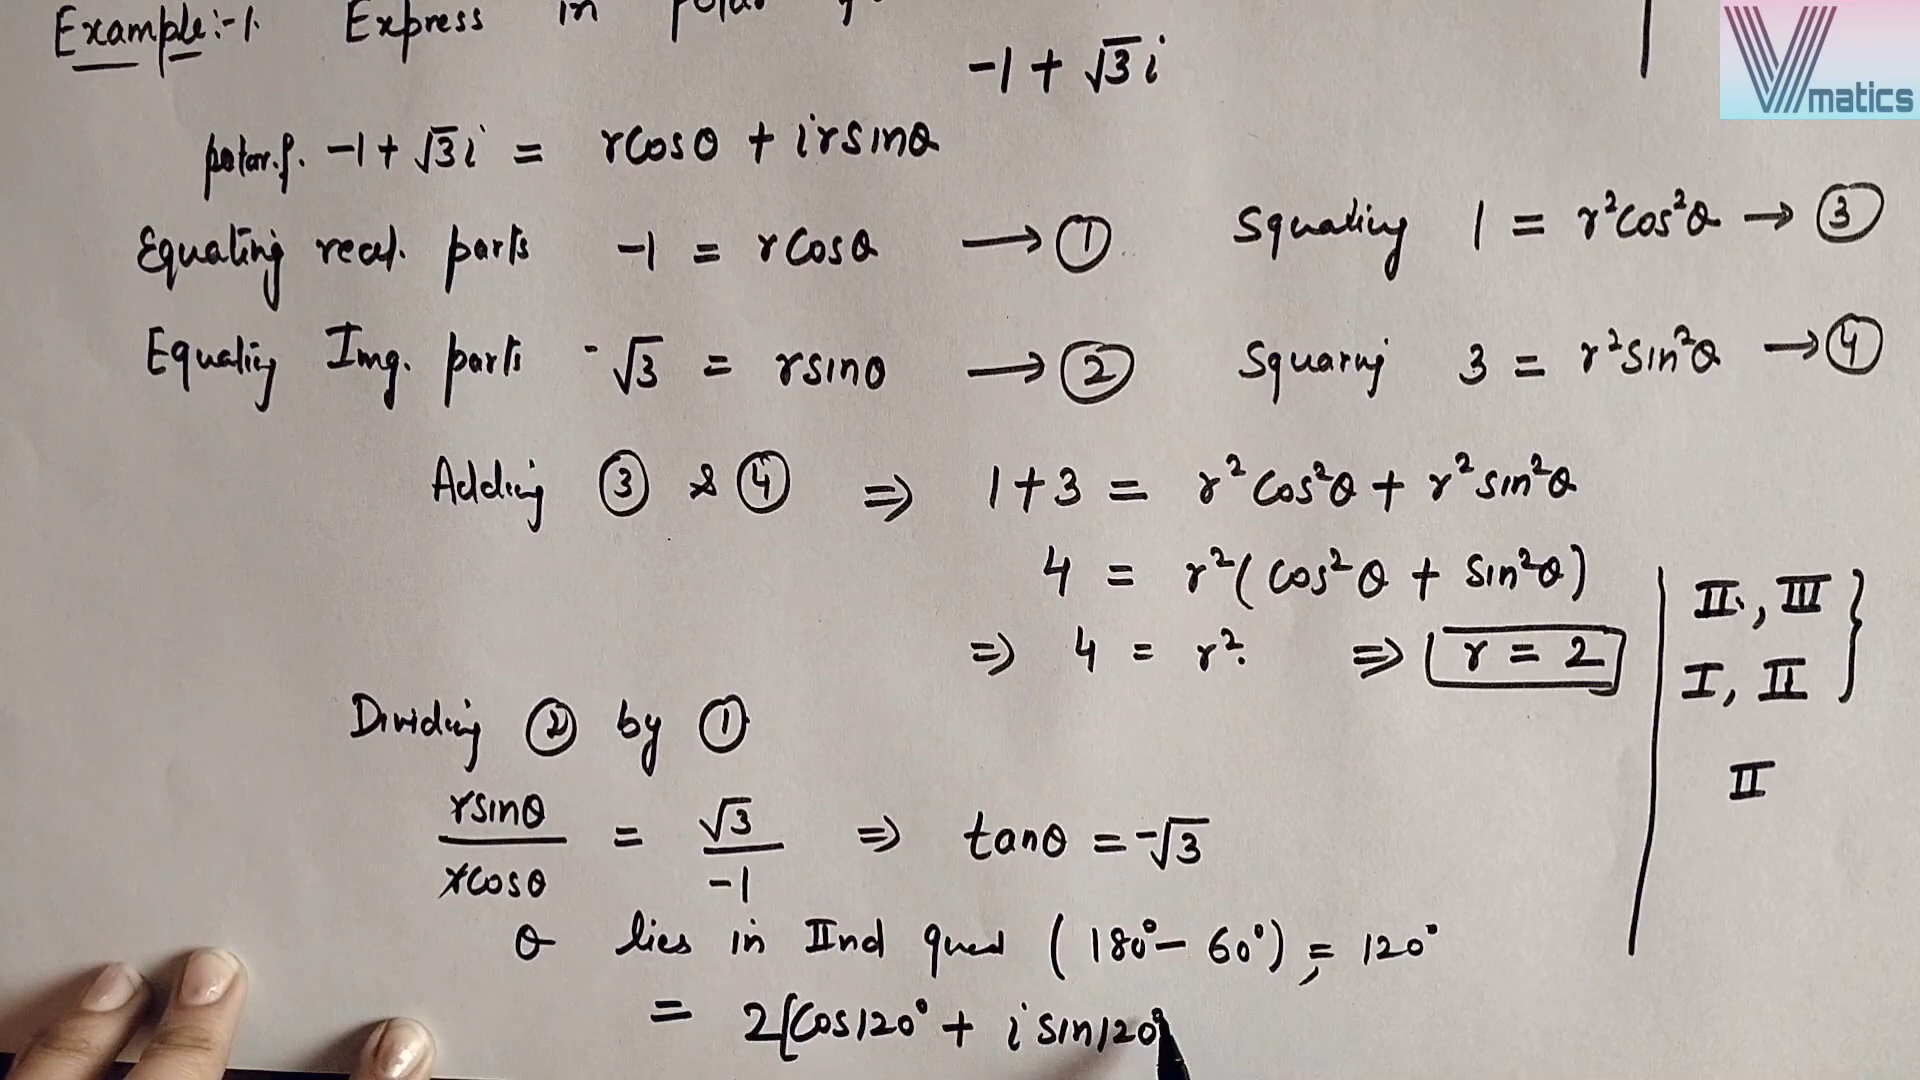 Example:-1. Express in polar
-1 + √3 i
polar.f. -1 + √3 i = rcosθ + irsinθ
Equating real. parts -1 = rcosθ → ①
Squaring 1 = r²cos²θ → ③
Equating Img. parts √3 = rsinθ → ②
Squaring 3 = r²sin²θ → ④
Adding ③ & ④ ⇒ 1+3 = r²cos²θ + r²sin²θ
4 = r²(cos²θ + sin²θ)
⇒ 4 = r². ⇒ r = 2
II, III }
I, II
II
Dividing ② by ①
rsinθ/rcosθ = √3/-1 ⇒ tanθ = -√3
θ lies in IInd quad (180°- 60°) = 120°
= 2[cos120° + i sin120°
Vmatics